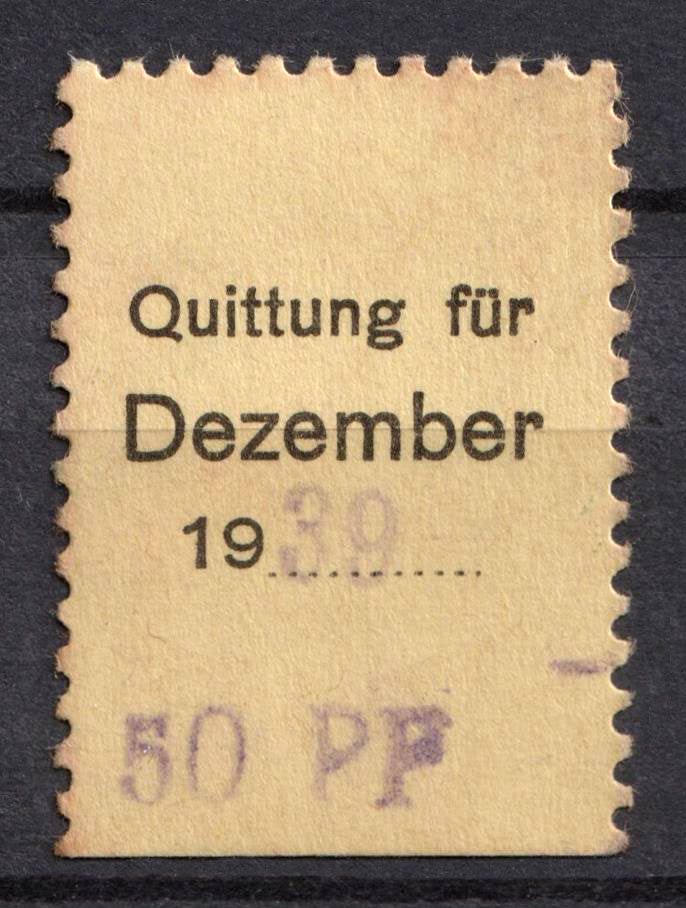 Quittung für
Dezember
1939
50 PF